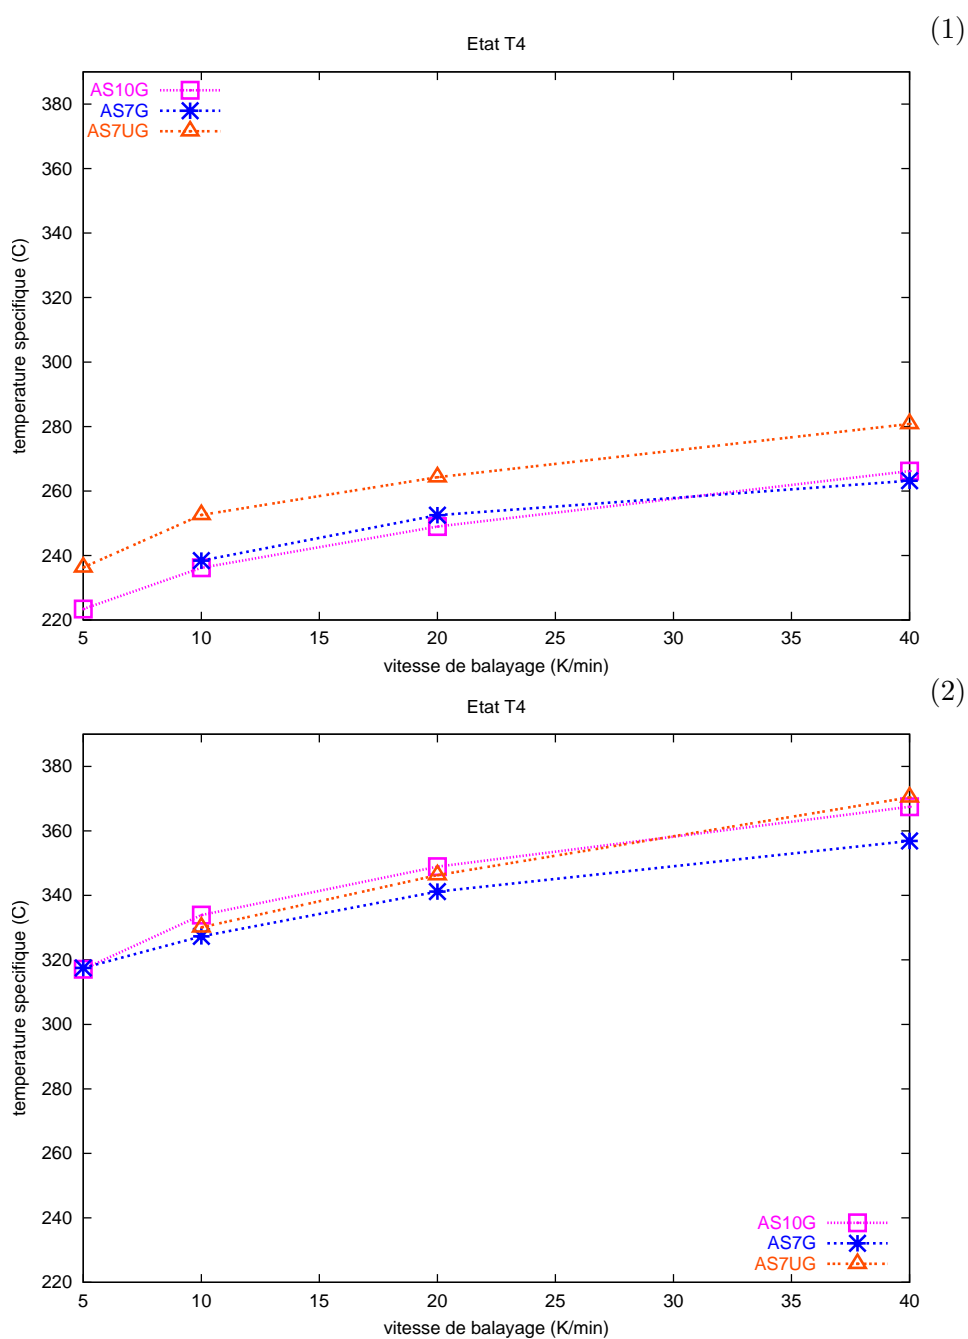 (1)
Etat T4
AS10G
AS7G
AS7UG
temperature specifique (C)
380
360
340
320
300
280
260
240
220
5 10 15 20 25 30 35 40
vitesse de balayage (K/min)
(2)
Etat T4
temperature specifique (C)
380
360
340
320
300
280
260
240
220
AS10G
AS7G
AS7UG
5 10 15 20 25 30 35 40
vitesse de balayage (K/min)